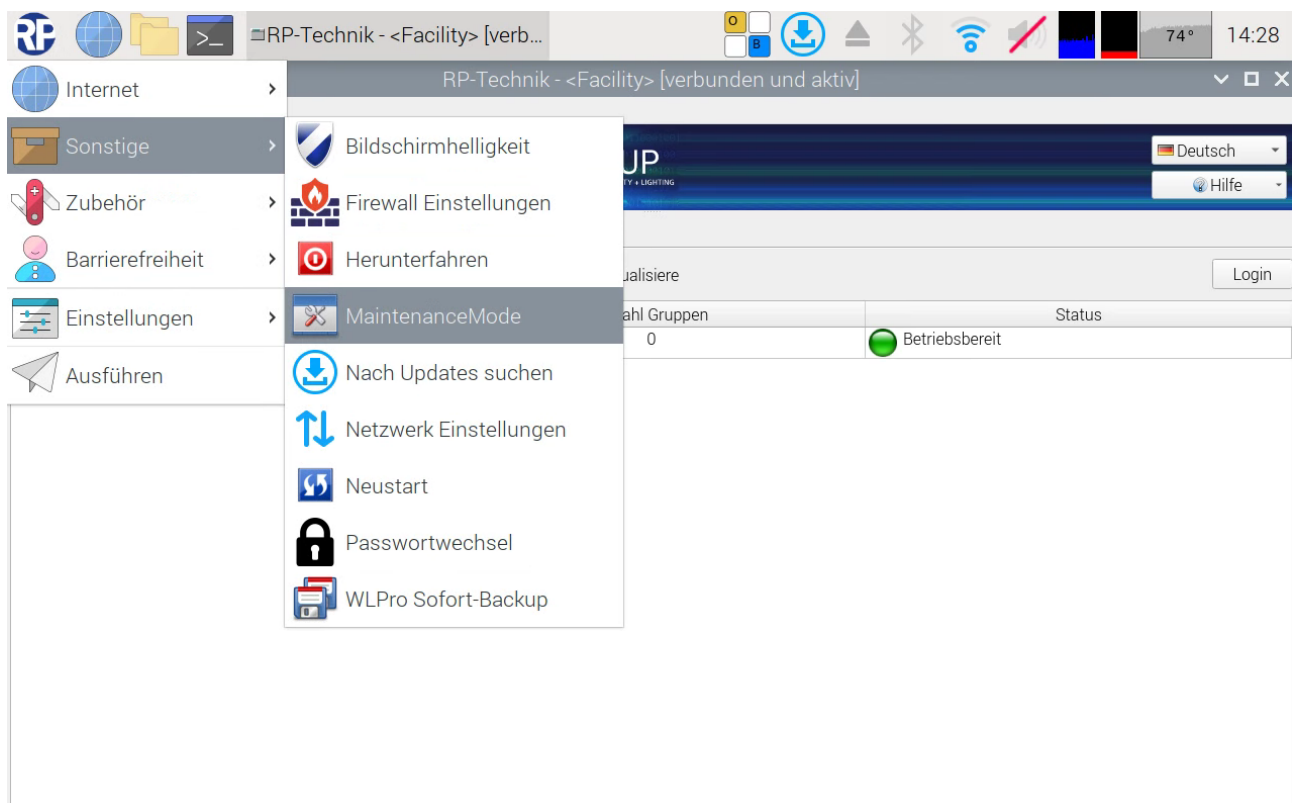 RP
>_
RP-Technik - <Facility> [verb...
O
B
74°
14:28
RP-Technik - <Facility> [verbunden und aktiv]
Internet
Sonstige
Zubehör
Barrierefreiheit
Einstellungen
Ausführen
Bildschirmhelligkeit
Firewall Einstellungen
Herunterfahren
MaintenanceMode
Nach Updates suchen
Netzwerk Einstellungen
Neustart
Passwortwechsel
WLPro Sofort-Backup
UP
TY + LIGHTING
Deutsch
Hilfe
ualisiere
Login
ahl Gruppen
Status
0
Betriebsbereit